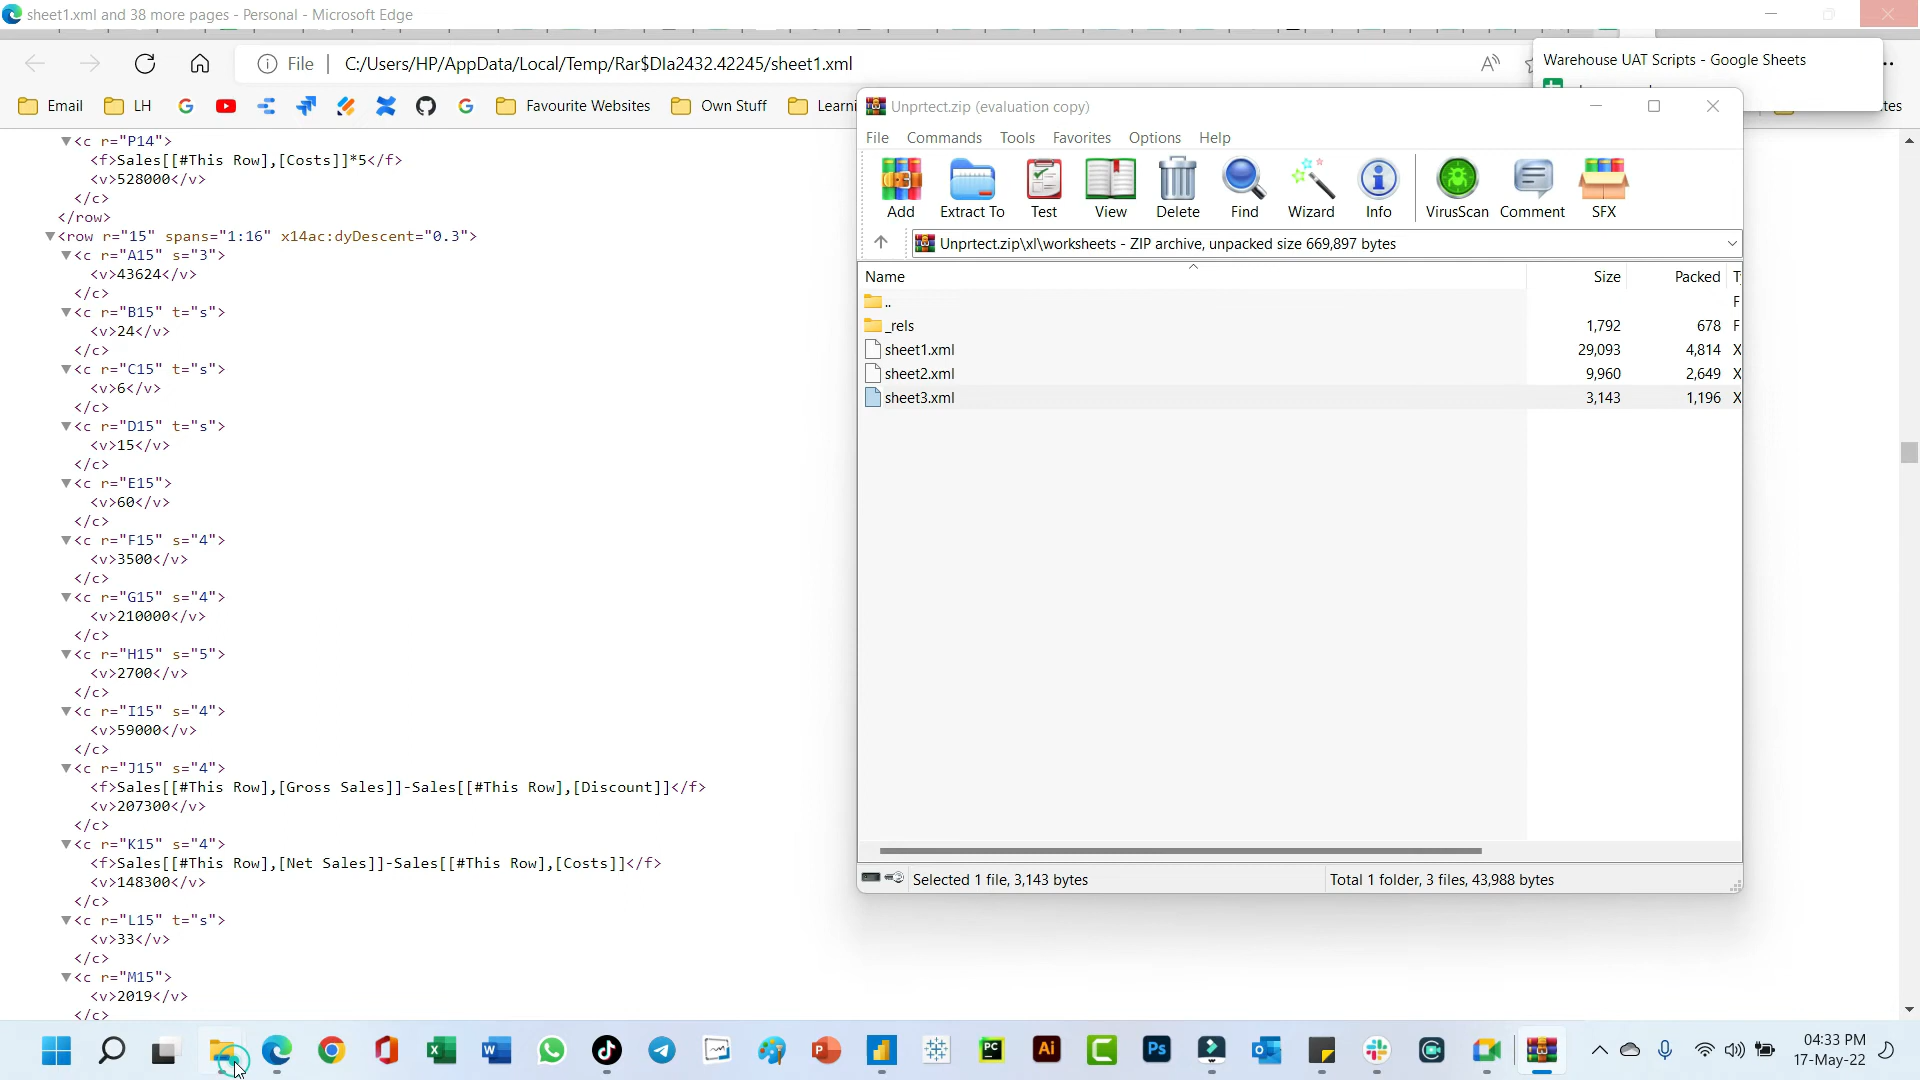 sheet1.xml and 38 more pages - Personal - Microsoft Edge
File
C:/Users/HP/AppData/Local/Temp/Rar$DIa2432.42245/sheet1.xml
Warehouse UAT Scripts - Google Sheets
Email
LH
Favourite Websites
Own Stuff
▼<c r="P14">
<f>Sales[[#This Row],[Costs]]*5</f>
<v>528000</v>
</c>
</row>
▼<row r="15" spans="1:16" x14ac:dyDescent="0.3">
▼<c r="A15" s="3">
<v>43624</v>
</c>
▼<c r="B15" t="s">
<v>24</v>
</c>
▼<c r="C15" t="s">
<v>6</v>
</c>
▼<c r="D15" t="s">
<v>15</v>
</c>
▼<c r="E15">
<v>60</v>
</c>
▼<c r="F15" s="4">
<v>3500</v>
</c>
▼<c r="G15" s="4">
<v>210000</v>
</c>
▼<c r="H15" s="5">
<v>2700</v>
</c>
▼<c r="I15" s="4">
<v>59000</v>
</c>
▼<c r="J15" s="4">
<f>Sales[[#This Row],[Gross Sales]]-Sales[[#This Row],[Discount]]</f>
<v>207300</v>
</c>
▼<c r="K15" s="4">
<f>Sales[[#This Row],[Net Sales]]-Sales[[#This Row],[Costs]]</f>
<v>148300</v>
</c>
▼<c r="L15" t="s">
<v>33</v>
</c>
▼<c r="M15">
<v>2019</v>
</c>
Unprtect.zip (evaluation copy)
File Commands Tools Favorites Options Help
Add Extract To Test View Delete Find Wizard Info VirusScan Comment SFX
Unprtect.zip\xl\worksheets - ZIP archive, unpacked size 669,897 bytes
Name Size Packed T
.. F
_rels 1,792 678 F
sheet1.xml 29,093 4,814 X
sheet2.xml 9,960 2,649 X
sheet3.xml 3,143 1,196 X
Selected 1 file, 3,143 bytes
Total 1 folder, 3 files, 43,988 bytes
04:33 PM
17-May-22